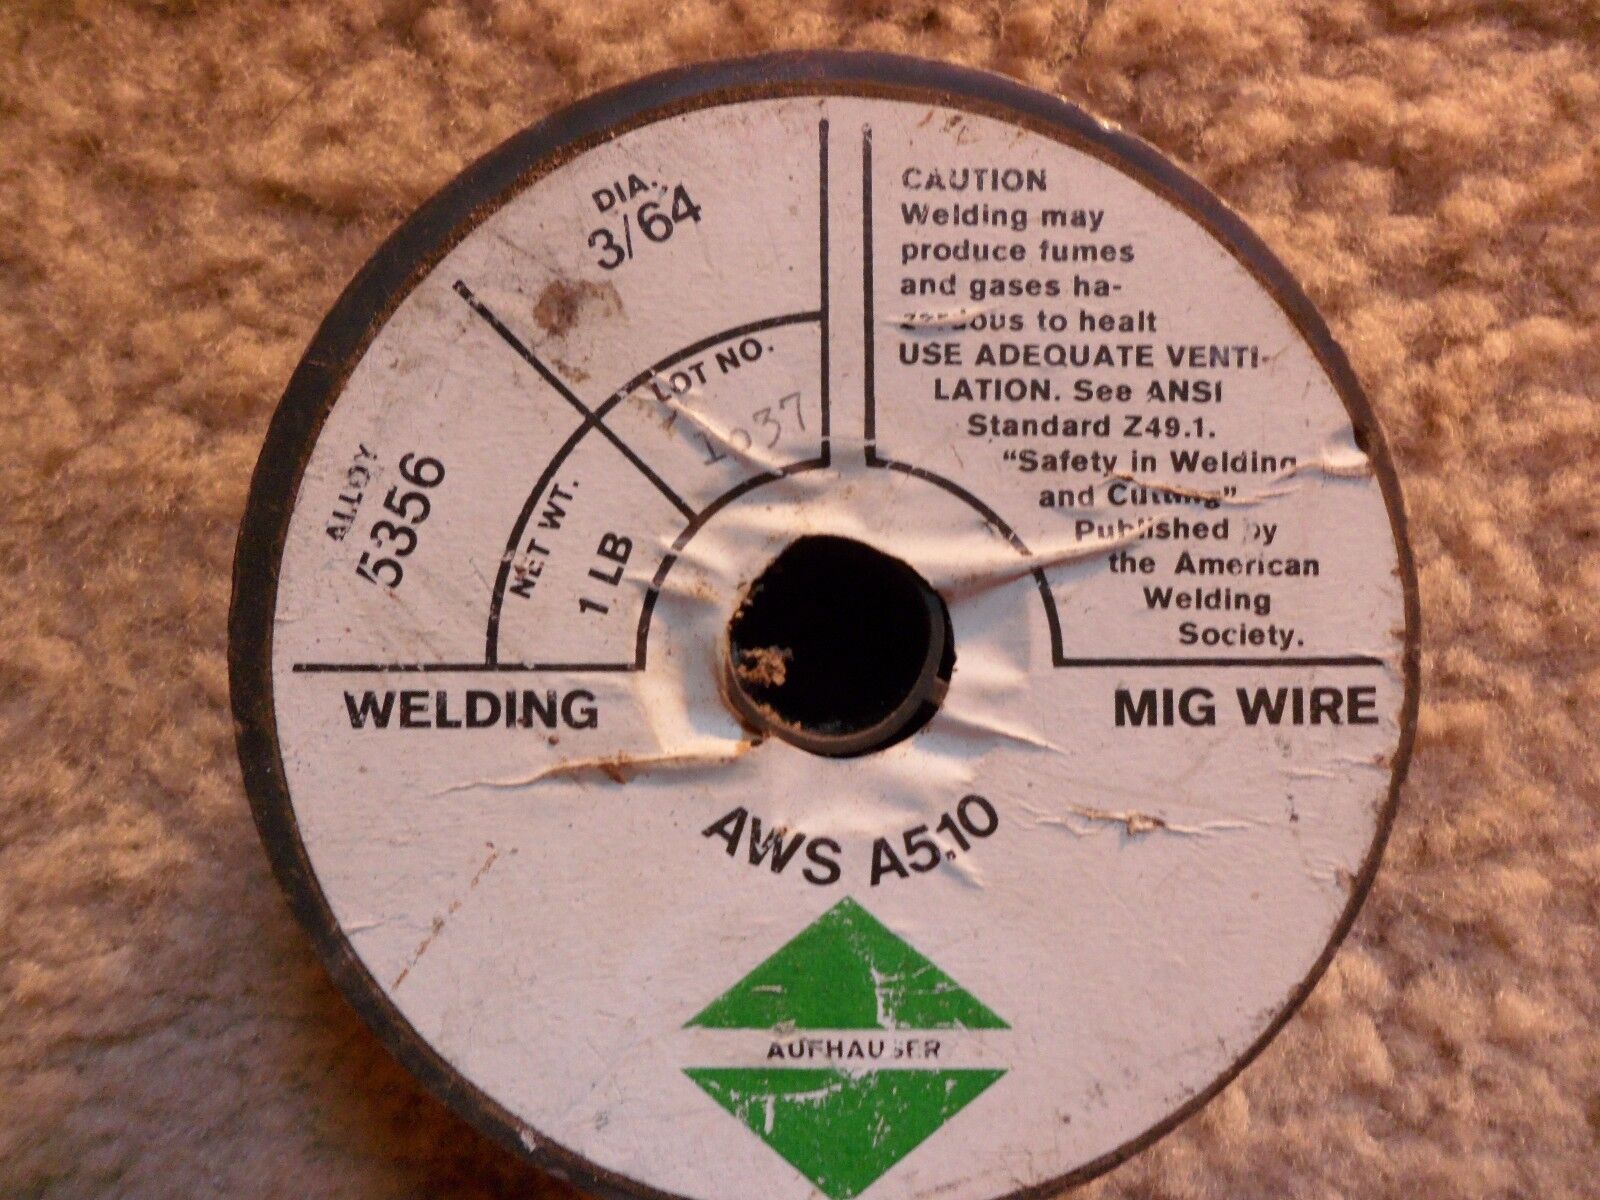 DIA.
3/64
LOT NO.
1037
ALLOY
5356
NET WT.
1 LB
CAUTION
Welding may
produce fumes
and gases ha-
zardous to healt
USE ADEQUATE VENTI-
LATION. See ANSI
Standard Z49.1.
"Safety in Welding
and Cutting"
Published by
the American
Welding
Society.
WELDING
MIG WIRE
AWS A5.10
AUFHAUSER